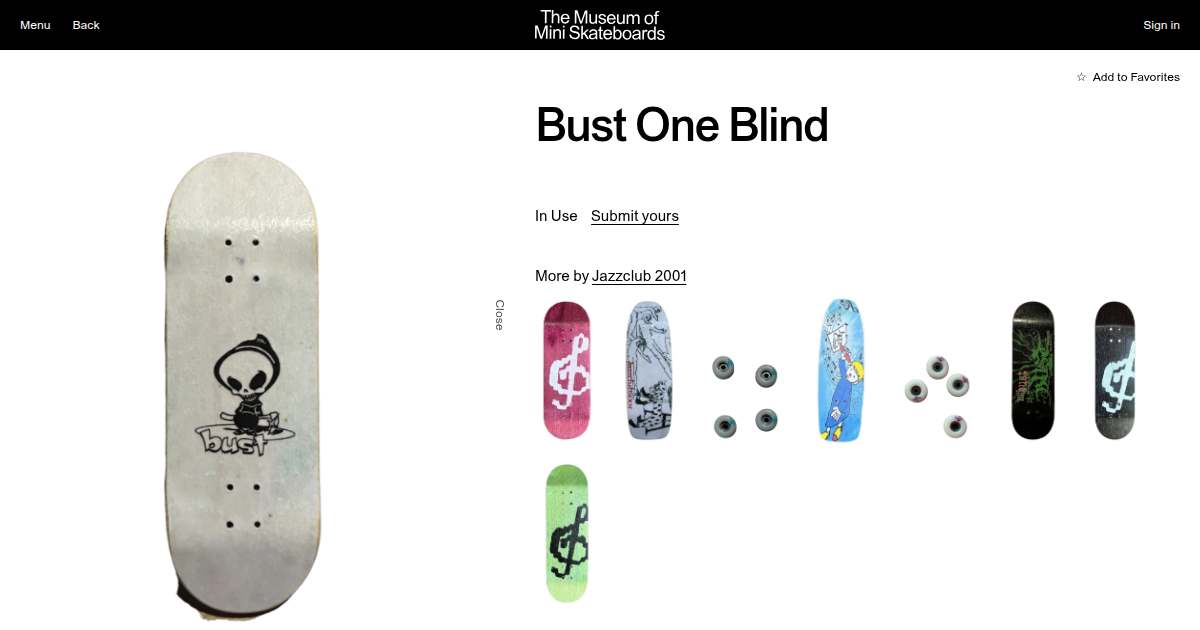 Menu
Back
The Museum of
Mini Skateboards
Sign in
☆ Add to Favorites
Bust One Blind
In Use Submit yours
More by Jazzclub 2001
Close
bust